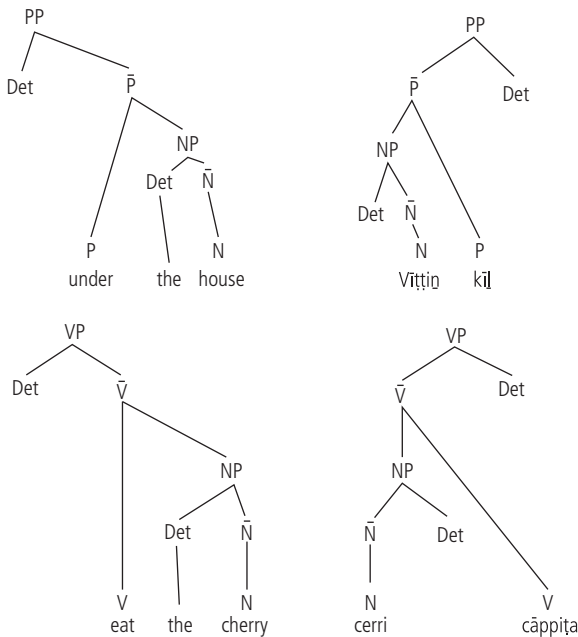 PP PP
Det P̄ P̄ Det
NP NP
Det N̄ Det N̄
P N N P
under the house Vīṭṭiṉ kīḻ
VP VP
Det V̄ V̄ Det
NP NP
Det N̄ N̄ Det
V N N V
eat the cherry cerri cāppiṭa